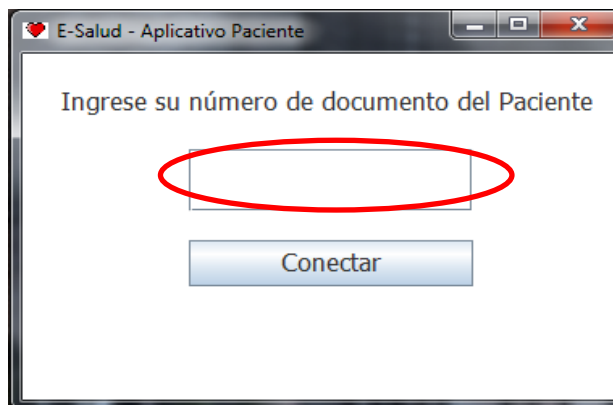 E-Salud - Aplicativo Paciente
Ingrese su número de documento del Paciente
Conectar